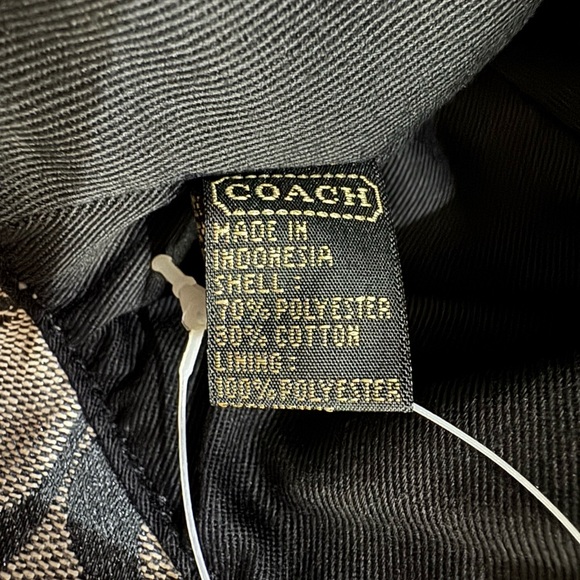 COACH
MADE IN
INDONESIA
SHELL:
70% POLYESTER
30% COTTON
LINING:
100% POLYESTER